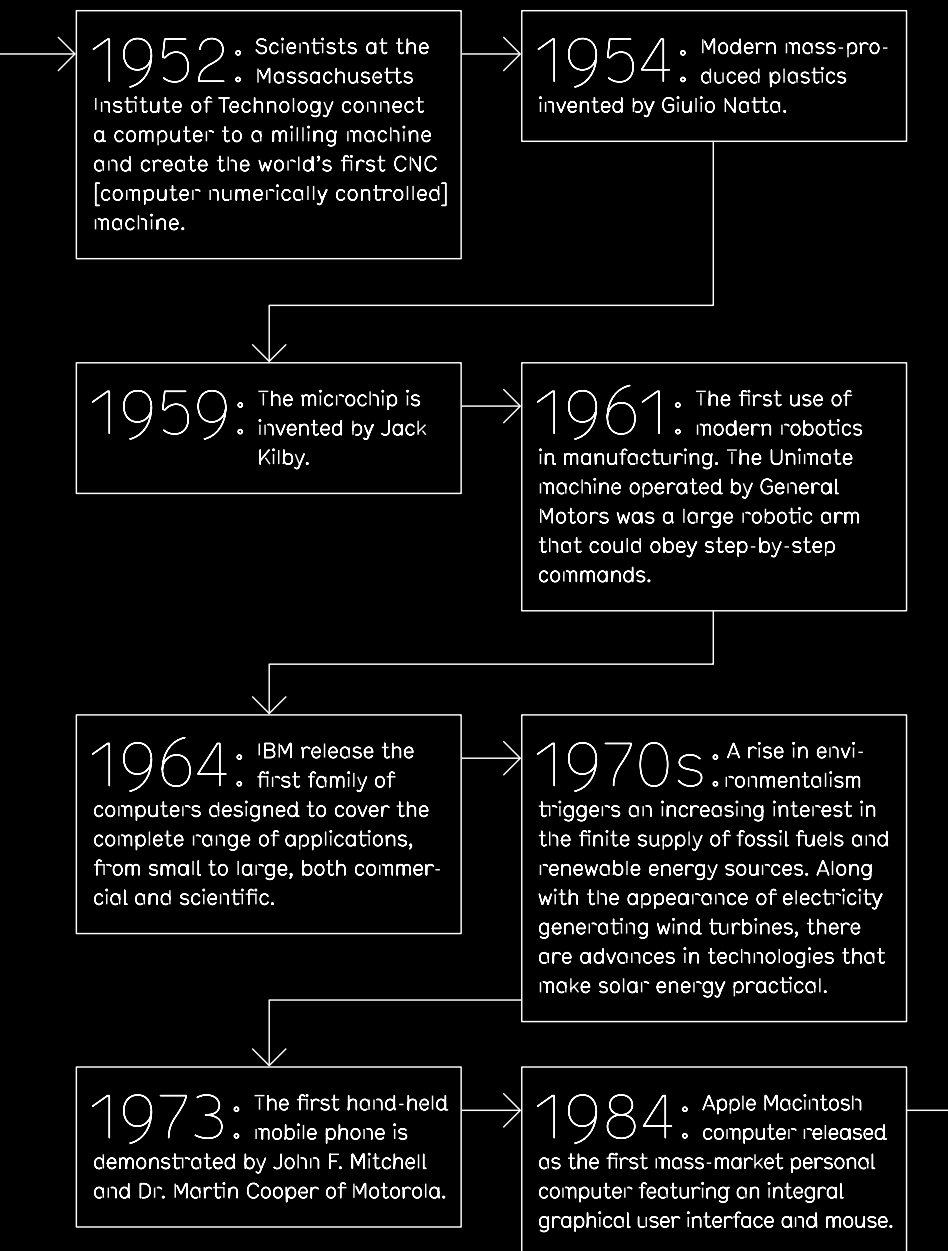 1952: Scientists at the
Massachusetts
Institute of Technology connect
a computer to a milling machine
and create the world's first CNC
[computer numerically controlled]
machine.
1954: Modern mass-pro-
duced plastics
invented by Giulio Natta.
1959: The microchip is
invented by Jack
Kilby.
1961: The first use of
modern robotics
in manufacturing. The Unimate
machine operated by General
Motors was a large robotic arm
that could obey step-by-step
commands.
1964: IBM release the
first family of
computers designed to cover the
complete range of applications,
from small to large, both commer-
cial and scientific.
1970s: A rise in envi-
ronmentalism
triggers an increasing interest in
the finite supply of fossil fuels and
renewable energy sources. Along
with the appearance of electricity
generating wind turbines, there
are advances in technologies that
make solar energy practical.
1973: The first hand-held
mobile phone is
demonstrated by John F. Mitchell
and Dr. Martin Cooper of Motorola.
1984: Apple Macintosh
computer released
as the first mass-market personal
computer featuring an integral
graphical user interface and mouse.